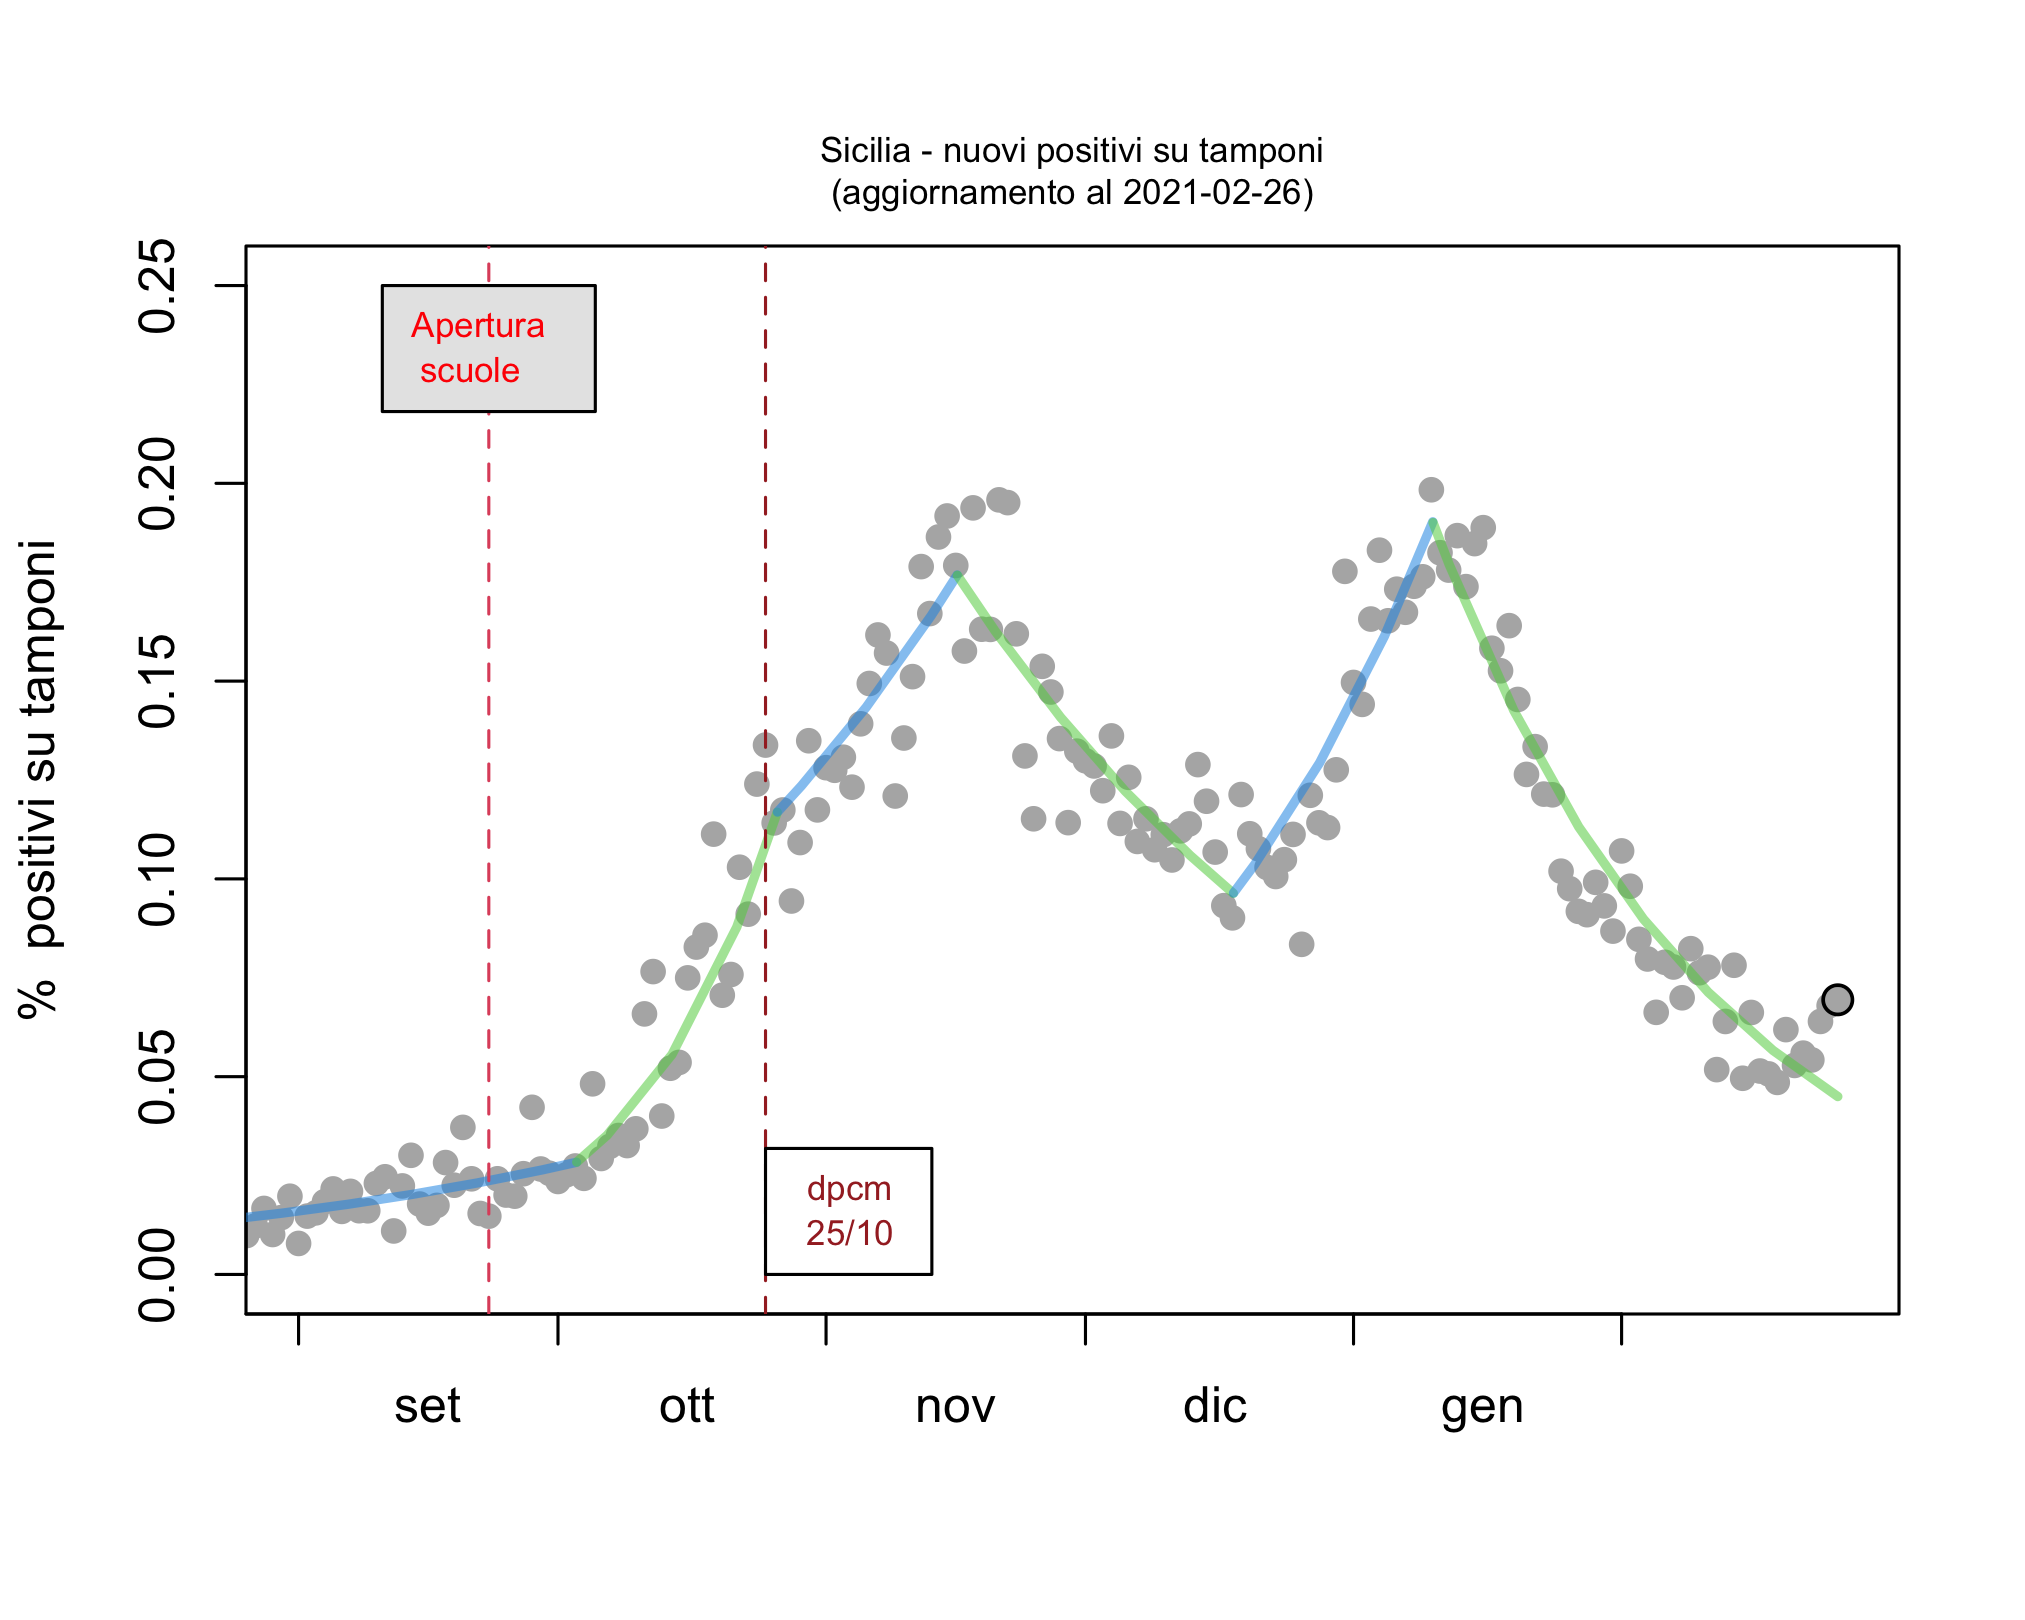 Sicilia - nuovi positivi su tamponi
(aggiornamento al 2021-02-26)
% positivi su tamponi
0.25
0.20
0.15
0.10
0.05
0.00
Apertura
scuole
dpcm
25/10
set ott nov dic gen